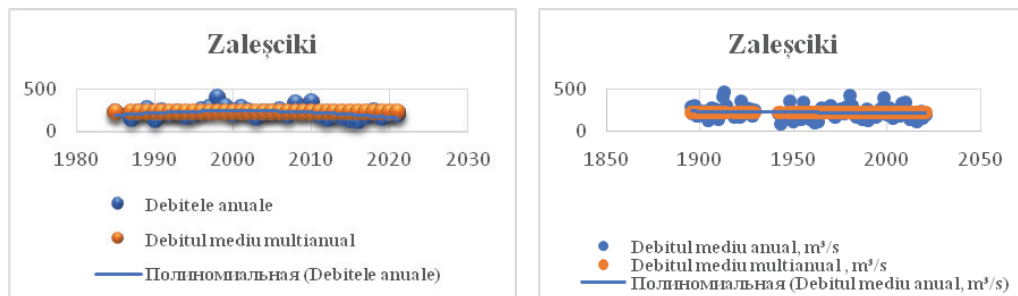 Zaleșciki
500
0
1980 1990 2000 2010 2020 2030
Debitele anuale
Debitul mediu multianual
Полиномиальная (Debitele anuale)
Zaleșciki
500
0
1850 1900 1950 2000 2050
Debitul mediu anual, m³/s
Debitul mediu multianual , m³/s
Полиномиальная (Debitul mediu anual, m³/s)